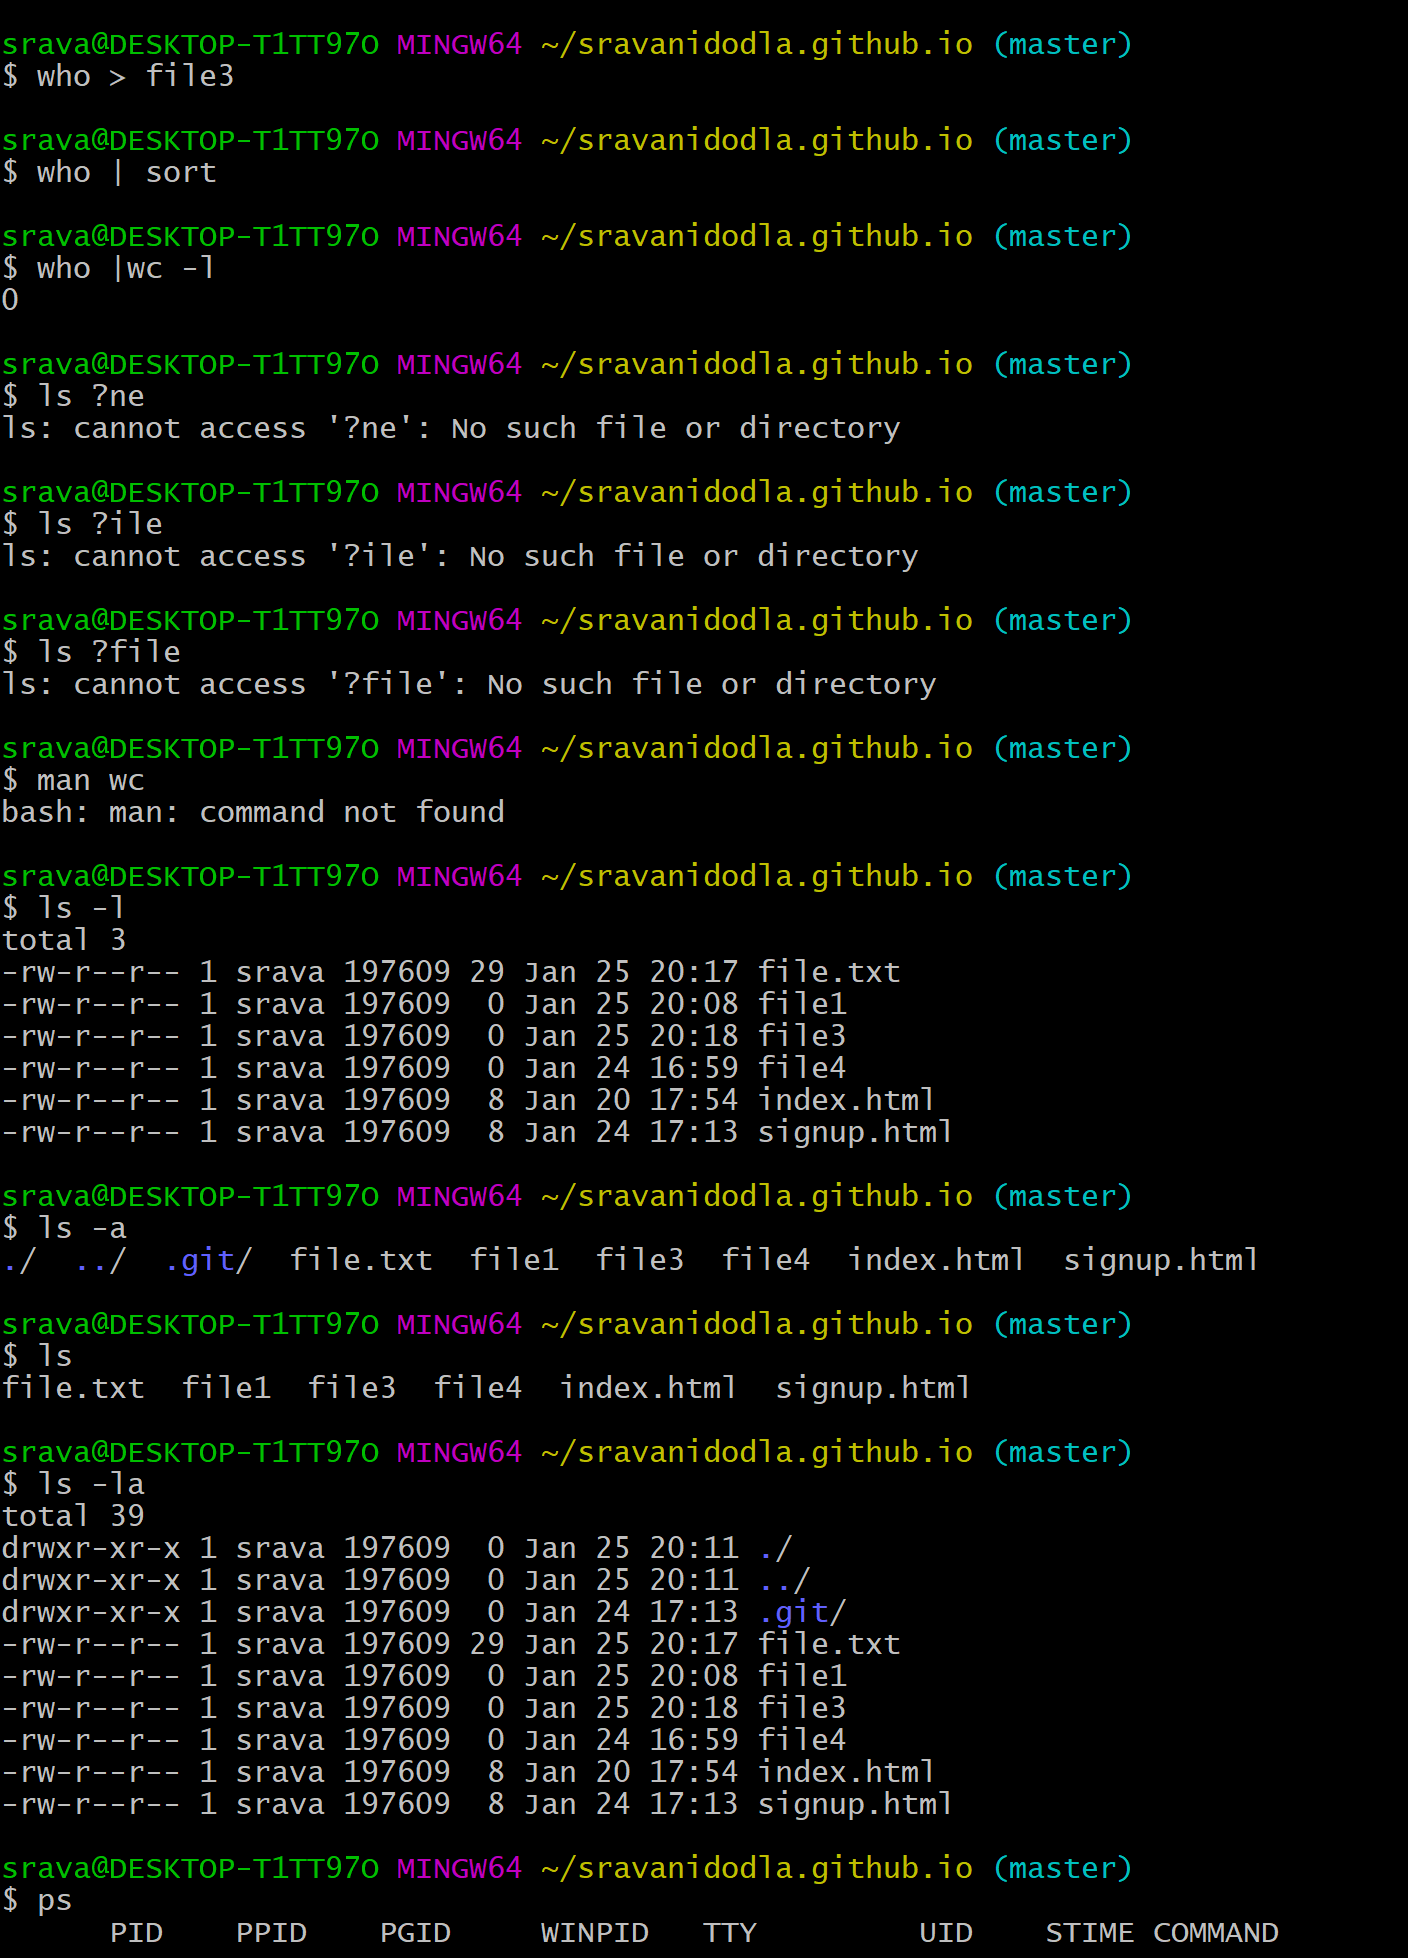 srava@DESKTOP-T1TT97O MINGW64 ~/sravanidodla.github.io (master)
$ who > file3
srava@DESKTOP-T1TT97O MINGW64 ~/sravanidodla.github.io (master)
$ who | sort
srava@DESKTOP-T1TT97O MINGW64 ~/sravanidodla.github.io (master)
$ who |wc -l
0
srava@DESKTOP-T1TT97O MINGW64 ~/sravanidodla.github.io (master)
$ ls ?ne
ls: cannot access '?ne': No such file or directory
srava@DESKTOP-T1TT97O MINGW64 ~/sravanidodla.github.io (master)
$ ls ?ile
ls: cannot access '?ile': No such file or directory
srava@DESKTOP-T1TT97O MINGW64 ~/sravanidodla.github.io (master)
$ ls ?file
ls: cannot access '?file': No such file or directory
srava@DESKTOP-T1TT97O MINGW64 ~/sravanidodla.github.io (master)
$ man wc
bash: man: command not found
srava@DESKTOP-T1TT97O MINGW64 ~/sravanidodla.github.io (master)
$ ls -l
total 3
-rw-r--r-- 1 srava 197609 29 Jan 25 20:17 file.txt
-rw-r--r-- 1 srava 197609  0 Jan 25 20:08 file1
-rw-r--r-- 1 srava 197609  0 Jan 25 20:18 file3
-rw-r--r-- 1 srava 197609  0 Jan 24 16:59 file4
-rw-r--r-- 1 srava 197609  8 Jan 20 17:54 index.html
-rw-r--r-- 1 srava 197609  8 Jan 24 17:13 signup.html
srava@DESKTOP-T1TT97O MINGW64 ~/sravanidodla.github.io (master)
$ ls -a
./  ../  .git/  file.txt  file1  file3  file4  index.html  signup.html
srava@DESKTOP-T1TT97O MINGW64 ~/sravanidodla.github.io (master)
$ ls
file.txt  file1  file3  file4  index.html  signup.html
srava@DESKTOP-T1TT97O MINGW64 ~/sravanidodla.github.io (master)
$ ls -la
total 39
drwxr-xr-x 1 srava 197609  0 Jan 25 20:11 ./
drwxr-xr-x 1 srava 197609  0 Jan 25 20:11 ../
drwxr-xr-x 1 srava 197609  0 Jan 24 17:13 .git/
-rw-r--r-- 1 srava 197609 29 Jan 25 20:17 file.txt
-rw-r--r-- 1 srava 197609  0 Jan 25 20:08 file1
-rw-r--r-- 1 srava 197609  0 Jan 25 20:18 file3
-rw-r--r-- 1 srava 197609  0 Jan 24 16:59 file4
-rw-r--r-- 1 srava 197609  8 Jan 20 17:54 index.html
-rw-r--r-- 1 srava 197609  8 Jan 24 17:13 signup.html
srava@DESKTOP-T1TT97O MINGW64 ~/sravanidodla.github.io (master)
$ ps
      PID    PPID    PGID     WINPID   TTY         UID    STIME COMMAND